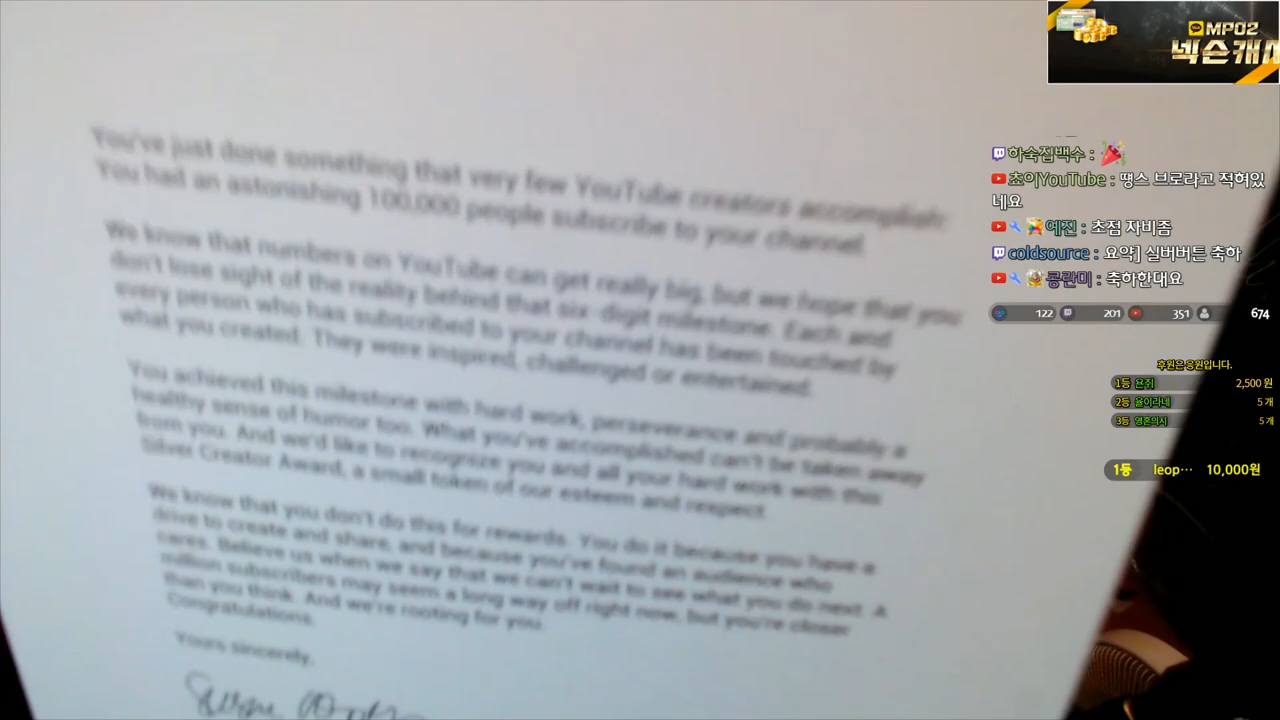 You've just done something that very few YouTube creators accomplish:
You had an astonishing 100,000 people subscribe to your channel.
We know that numbers on YouTube can get really big, but we hope that you
don't lose sight of the reality behind that six-digit milestone. Each and
every person who has subscribed to your channel has been touched by
what you created. They were inspired, challenged or entertained.
You achieved this milestone with hard work, perseverance and probably a
healthy sense of humor too. What you've accomplished can't be taken away
from you. And we'd like to recognize you and all your hard work with this
Silver Creator Award, a small token of our esteem and respect.
We know that you don't do this for rewards. You do it because you have a
drive to create and share, and because you've found an audience who
cares. Believe us when we say that we can't wait to see what you do next. A
million subscribers may seem a long way off right now, but you're closer
than you think. And we're rooting for you.
Congratulations.
Yours sincerely,
MP02
넥슨캐시
하숙집백수 :
쵸이YouTube : 땡스 브로라고 적혀있
네요
예진 : 초점 자비좀
coldsource : 요약] 실버버튼 축하
룡란미 : 축하한대요
122 201 351 674
후원은 응원입니다.
1등 욘쥐 2,500 원
2등 율이라네 5 개
3등 영혼의시 5 개
1등 leop··· 10,000원